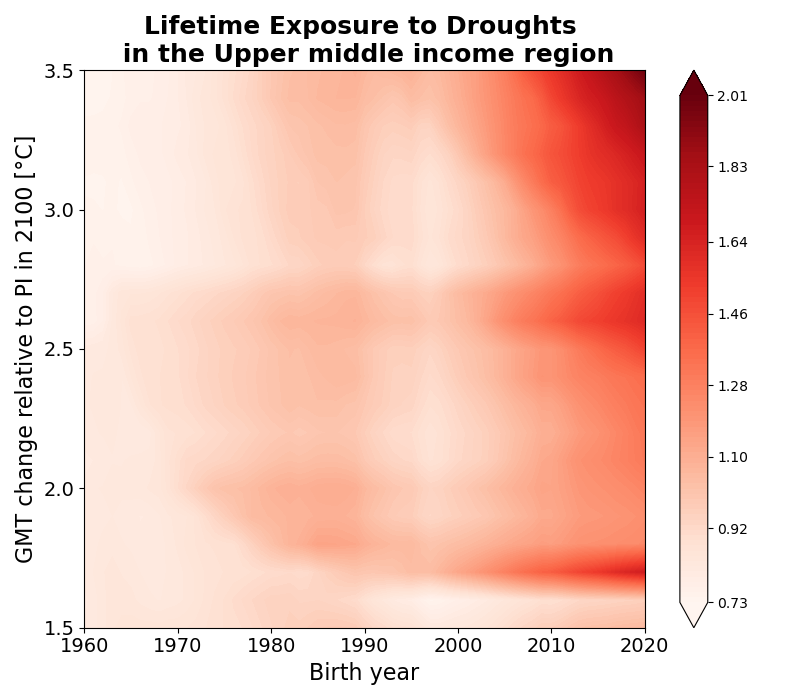 Lifetime Exposure to Droughts
in the Upper middle income region
GMT change relative to PI in 2100 [°C]
3.5
3.0
2.5
2.0
1.5
1960 1970 1980 1990 2000 2010 2020
Birth year
2.01
1.83
1.64
1.46
1.28
1.10
0.92
0.73